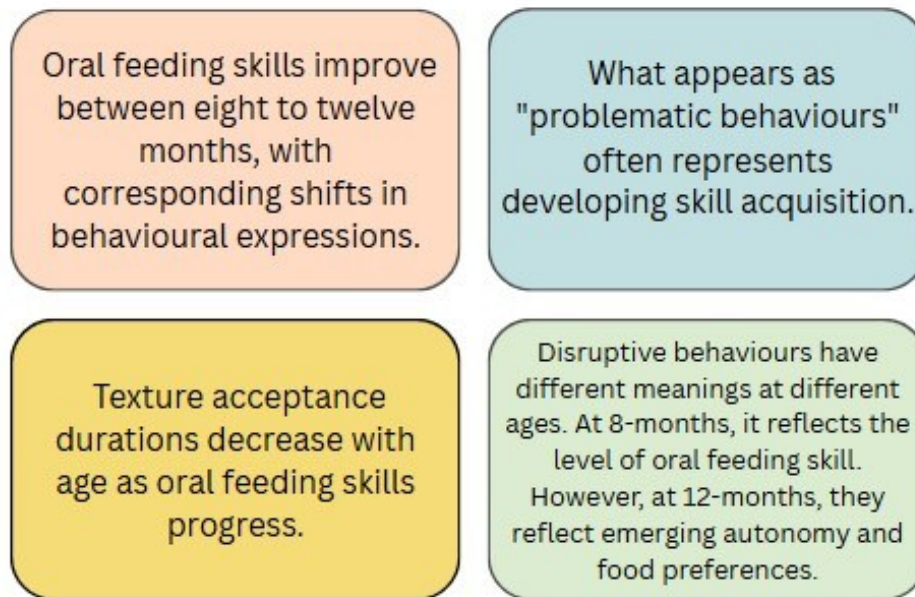 Oral feeding skills improve
between eight to twelve
months, with
corresponding shifts in
behavioural expressions.
What appears as
"problematic behaviours"
often represents
developing skill acquisition.
Texture acceptance
durations decrease with
age as oral feeding skills
progress.
Disruptive behaviours have
different meanings at different
ages. At 8-months, it reflects the
level of oral feeding skill.
However, at 12-months, they
reflect emerging autonomy and
food preferences.